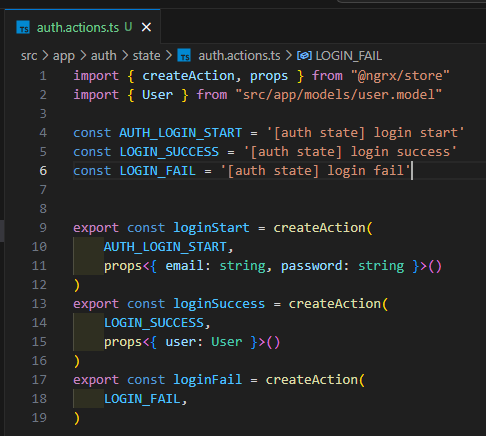 TS auth.actions.ts U
src > app > auth > state > TS auth.actions.ts > LOGIN_FAIL
1 import { createAction, props } from "@ngrx/store"
2 import { User } from "src/app/models/user.model"
3
4 const AUTH_LOGIN_START = '[auth state] login start'
5 const LOGIN_SUCCESS = '[auth state] login success'
6 const LOGIN_FAIL = '[auth state] login fail'
7
8
9 export const loginStart = createAction(
10     AUTH_LOGIN_START,
11     props<{ email: string, password: string }>()
12 )
13 export const loginSuccess = createAction(
14     LOGIN_SUCCESS,
15     props<{ user: User }>()
16 )
17 export const loginFail = createAction(
18     LOGIN_FAIL,
19 )